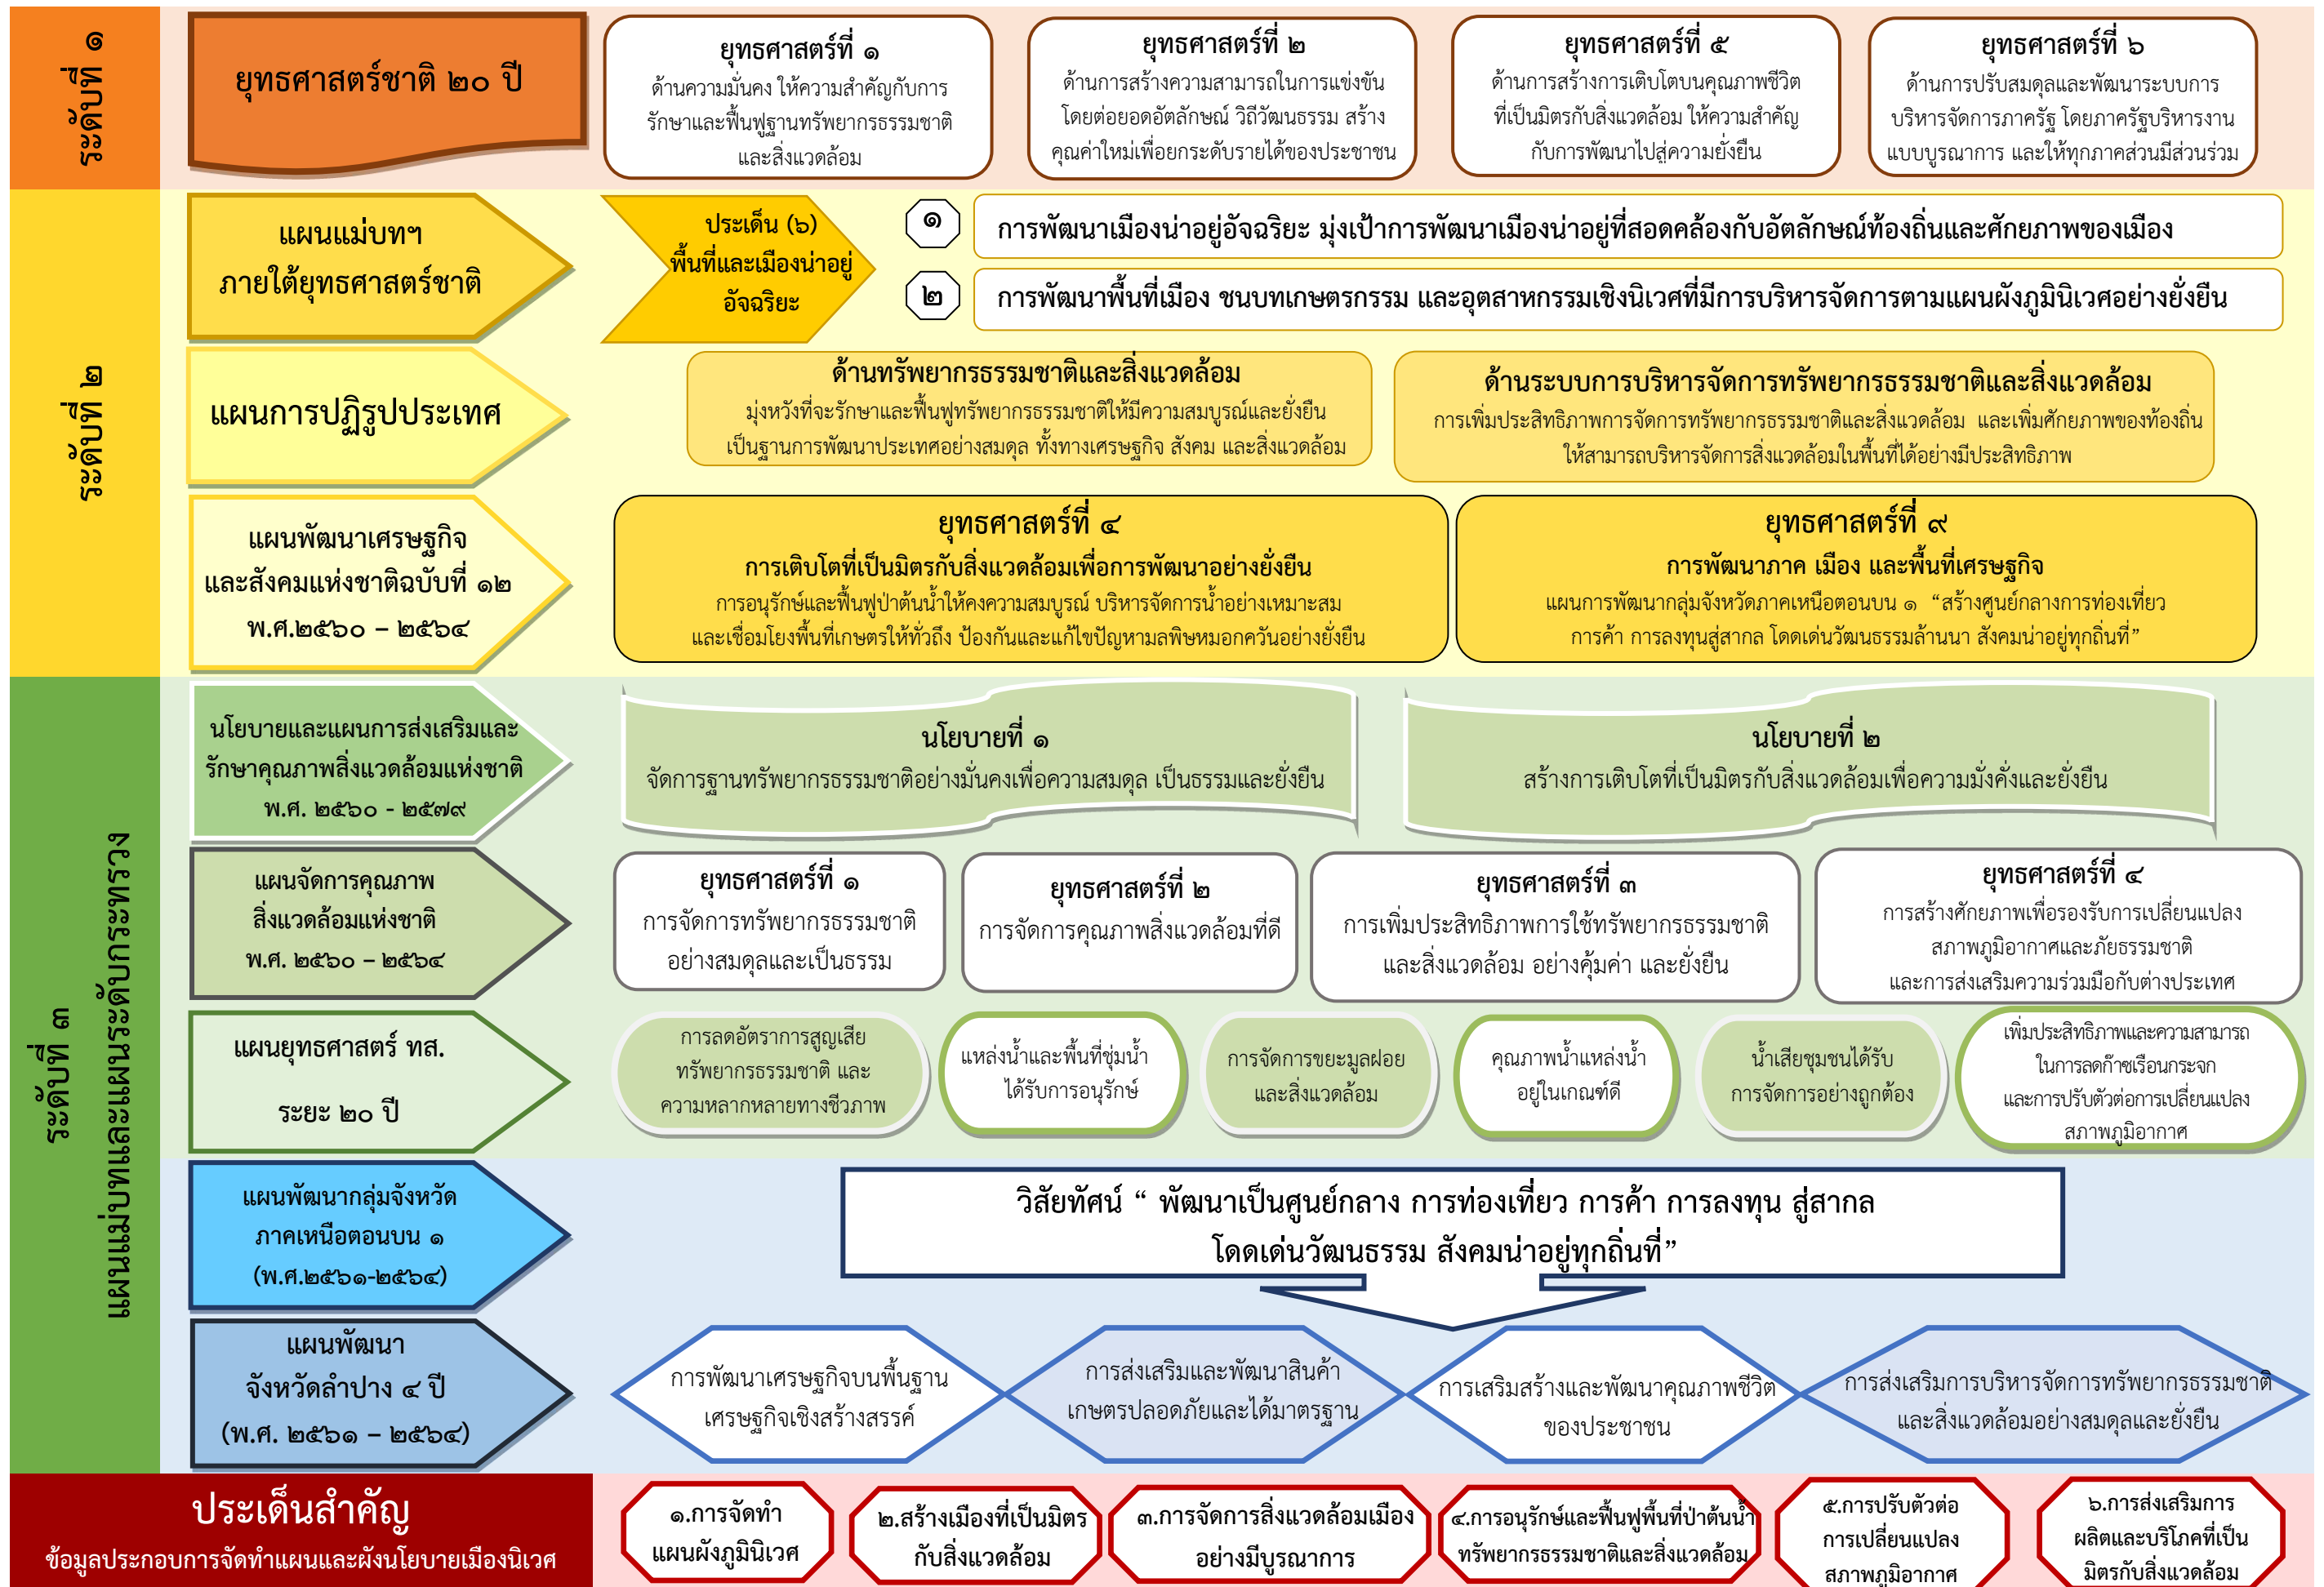 ระดับที่ ๑
ยุทธศาสตร์ชาติ ๒๐ ปี
ยุทธศาสตร์ที่ ๑
ด้านความมั่นคง ให้ความสำคัญกับการ
รักษาและฟื้นฟูฐานทรัพยากรธรรมชาติ
และสิ่งแวดล้อม
ยุทธศาสตร์ที่ ๒
ด้านการสร้างความสามารถในการแข่งขัน
โดยต่อยอดอัตลักษณ์ วิถีวัฒนธรรม สร้าง
คุณค่าใหม่เพื่อยกระดับรายได้ของประชาชน
ยุทธศาสตร์ที่ ๕
ด้านการสร้างการเติบโตบนคุณภาพชีวิต
ที่เป็นมิตรกับสิ่งแวดล้อม ให้ความสำคัญ
กับการพัฒนาไปสู่ความยั่งยืน
ยุทธศาสตร์ที่ ๖
ด้านการปรับสมดุลและพัฒนาระบบการ
บริหารจัดการภาครัฐ โดยภาครัฐบริหารงาน
แบบบูรณาการ และให้ทุกภาคส่วนมีส่วนร่วม
ระดับที่ ๒
แผนแม่บทฯ
ภายใต้ยุทธศาสตร์ชาติ
ประเด็น (๖)
พื้นที่และเมืองน่าอยู่
อัจฉริยะ
๑
การพัฒนาเมืองน่าอยู่อัจฉริยะ มุ่งเป้าการพัฒนาเมืองน่าอยู่ที่สอดคล้องกับอัตลักษณ์ท้องถิ่นและศักยภาพของเมือง
๒
การพัฒนาพื้นที่เมือง ชนบทเกษตรกรรม และอุตสาหกรรมเชิงนิเวศที่มีการบริหารจัดการตามแผนผังภูมินิเวศอย่างยั่งยืน
แผนการปฏิรูปประเทศ
ด้านทรัพยากรธรรมชาติและสิ่งแวดล้อม
มุ่งหวังที่จะรักษาและฟื้นฟูทรัพยากรธรรมชาติให้มีความสมบูรณ์และยั่งยืน
เป็นฐานการพัฒนาประเทศอย่างสมดุล ทั้งทางเศรษฐกิจ สังคม และสิ่งแวดล้อม
ด้านระบบการบริหารจัดการทรัพยากรธรรมชาติและสิ่งแวดล้อม
การเพิ่มประสิทธิภาพการจัดการทรัพยากรธรรมชาติและสิ่งแวดล้อม และเพิ่มศักยภาพของท้องถิ่น
ให้สามารถบริหารจัดการสิ่งแวดล้อมในพื้นที่ได้อย่างมีประสิทธิภาพ
แผนพัฒนาเศรษฐกิจ
และสังคมแห่งชาติฉบับที่ ๑๒
พ.ศ.๒๕๖๐ – ๒๕๖๔
ยุทธศาสตร์ที่ ๔
การเติบโตที่เป็นมิตรกับสิ่งแวดล้อมเพื่อการพัฒนาอย่างยั่งยืน
การอนุรักษ์และฟื้นฟูป่าต้นน้ำให้คงความสมบูรณ์ บริหารจัดการน้ำอย่างเหมาะสม
และเชื่อมโยงพื้นที่เกษตรให้ทั่วถึง ป้องกันและแก้ไขปัญหามลพิษหมอกควันอย่างยั่งยืน
ยุทธศาสตร์ที่ ๙
การพัฒนาภาค เมือง และพื้นที่เศรษฐกิจ
แผนการพัฒนากลุ่มจังหวัดภาคเหนือตอนบน ๑ “สร้างศูนย์กลางการท่องเที่ยว
การค้า การลงทุนสู่สากล โดดเด่นวัฒนธรรมล้านนา สังคมน่าอยู่ทุกถิ่นที่”
ระดับที่ ๓
แผนแม่บทและแผนระดับกระทรวง
นโยบายและแผนการส่งเสริมและ
รักษาคุณภาพสิ่งแวดล้อมแห่งชาติ
พ.ศ. ๒๕๖๐ - ๒๕๗๙
นโยบายที่ ๑
จัดการฐานทรัพยากรธรรมชาติอย่างมั่นคงเพื่อความสมดุล เป็นธรรมและยั่งยืน
นโยบายที่ ๒
สร้างการเติบโตที่เป็นมิตรกับสิ่งแวดล้อมเพื่อความมั่งคั่งและยั่งยืน
แผนจัดการคุณภาพ
สิ่งแวดล้อมแห่งชาติ
พ.ศ. ๒๕๖๐ – ๒๕๖๔
ยุทธศาสตร์ที่ ๑
การจัดการทรัพยากรธรรมชาติ
อย่างสมดุลและเป็นธรรม
ยุทธศาสตร์ที่ ๒
การจัดการคุณภาพสิ่งแวดล้อมที่ดี
ยุทธศาสตร์ที่ ๓
การเพิ่มประสิทธิภาพการใช้ทรัพยากรธรรมชาติ
และสิ่งแวดล้อม อย่างคุ้มค่า และยั่งยืน
ยุทธศาสตร์ที่ ๔
การสร้างศักยภาพเพื่อรองรับการเปลี่ยนแปลง
สภาพภูมิอากาศและภัยธรรมชาติ
และการส่งเสริมความร่วมมือกับต่างประเทศ
แผนยุทธศาสตร์ ทส.
ระยะ ๒๐ ปี
การลดอัตราการสูญเสีย
ทรัพยากรธรรมชาติ และ
ความหลากหลายทางชีวภาพ
แหล่งน้ำและพื้นที่ชุ่มน้ำ
ได้รับการอนุรักษ์
การจัดการขยะมูลฝอย
และสิ่งแวดล้อม
คุณภาพน้ำแหล่งน้ำ
อยู่ในเกณฑ์ดี
น้ำเสียชุมชนได้รับ
การจัดการอย่างถูกต้อง
เพิ่มประสิทธิภาพและความสามารถ
ในการลดก๊าซเรือนกระจก
และการปรับตัวต่อการเปลี่ยนแปลง
สภาพภูมิอากาศ
แผนพัฒนากลุ่มจังหวัด
ภาคเหนือตอนบน ๑
(พ.ศ.๒๕๖๑-๒๕๖๔)
วิสัยทัศน์ “ พัฒนาเป็นศูนย์กลาง การท่องเที่ยว การค้า การลงทุน สู่สากล
โดดเด่นวัฒนธรรม สังคมน่าอยู่ทุกถิ่นที่”
แผนพัฒนา
จังหวัดลำปาง ๔ ปี
(พ.ศ. ๒๕๖๑ – ๒๕๖๔)
การพัฒนาเศรษฐกิจบนพื้นฐาน
เศรษฐกิจเชิงสร้างสรรค์
การส่งเสริมและพัฒนาสินค้า
เกษตรปลอดภัยและได้มาตรฐาน
การเสริมสร้างและพัฒนาคุณภาพชีวิต
ของประชาชน
การส่งเสริมการบริหารจัดการทรัพยากรธรรมชาติ
และสิ่งแวดล้อมอย่างสมดุลและยั่งยืน
ประเด็นสำคัญ
ข้อมูลประกอบการจัดทำแผนและผังนโยบายเมืองนิเวศ
๑.การจัดทำ
แผนผังภูมินิเวศ
๒.สร้างเมืองที่เป็นมิตร
กับสิ่งแวดล้อม
๓.การจัดการสิ่งแวดล้อมเมือง
อย่างมีบูรณาการ
๔.การอนุรักษ์และฟื้นฟูพื้นที่ป่าต้นน้ำ
ทรัพยากรธรรมชาติและสิ่งแวดล้อม
๕.การปรับตัวต่อ
การเปลี่ยนแปลง
สภาพภูมิอากาศ
๖.การส่งเสริมการ
ผลิตและบริโภคที่เป็น
มิตรกับสิ่งแวดล้อม